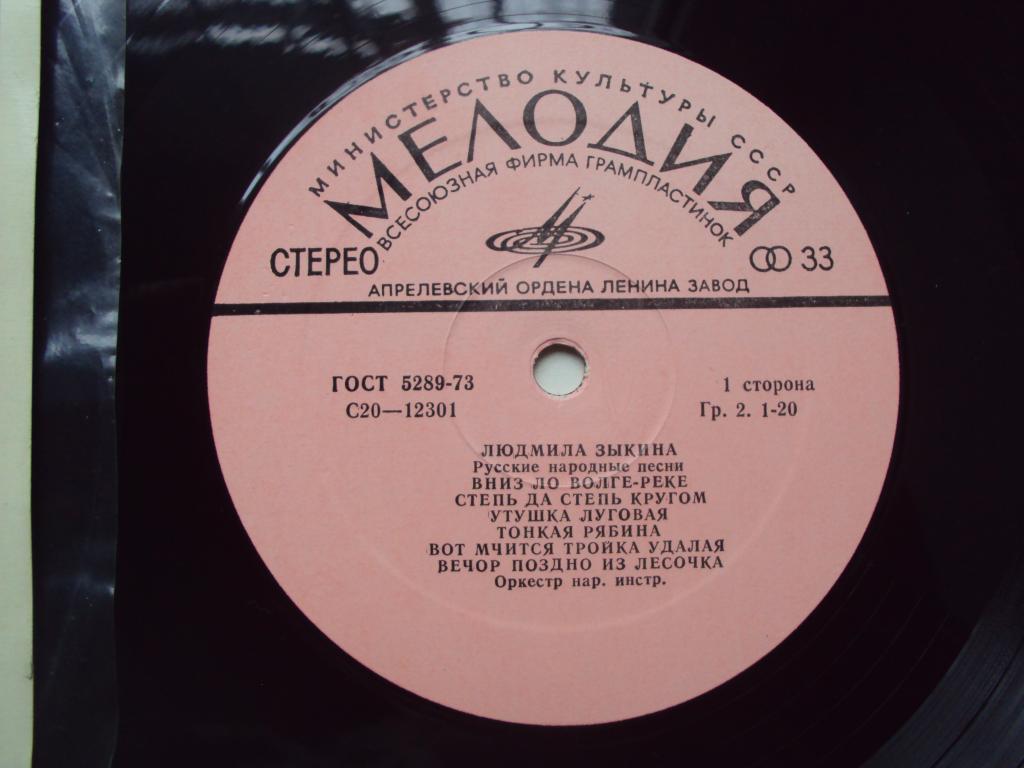 МИНИСТЕРСТВО КУЛЬТУРЫ СССР
МЕЛОДИЯ
ВСЕСОЮЗНАЯ ФИРМА ГРАМПЛАСТИНОК
СТЕРЕО 33
АПРЕЛЕВСКИЙ ОРДЕНА ЛЕНИНА ЗАВОД
ГОСТ 5289-73 1 сторона
С20—12301 Гр. 2. 1-20
ЛЮДМИЛА ЗЫКИНА
Русские народные песни
ВНИЗ ЛО ВОЛГЕ-РЕКЕ
СТЕПЬ ДА СТЕПЬ КРУГОМ
УТУШКА ЛУГОВАЯ
ТОНКАЯ РЯБИНА
ВОТ МЧИТСЯ ТРОЙКА УДАЛАЯ
ВЕЧОР ПОЗДНО ИЗ ЛЕСОЧКА
Оркестр нар. инстр.